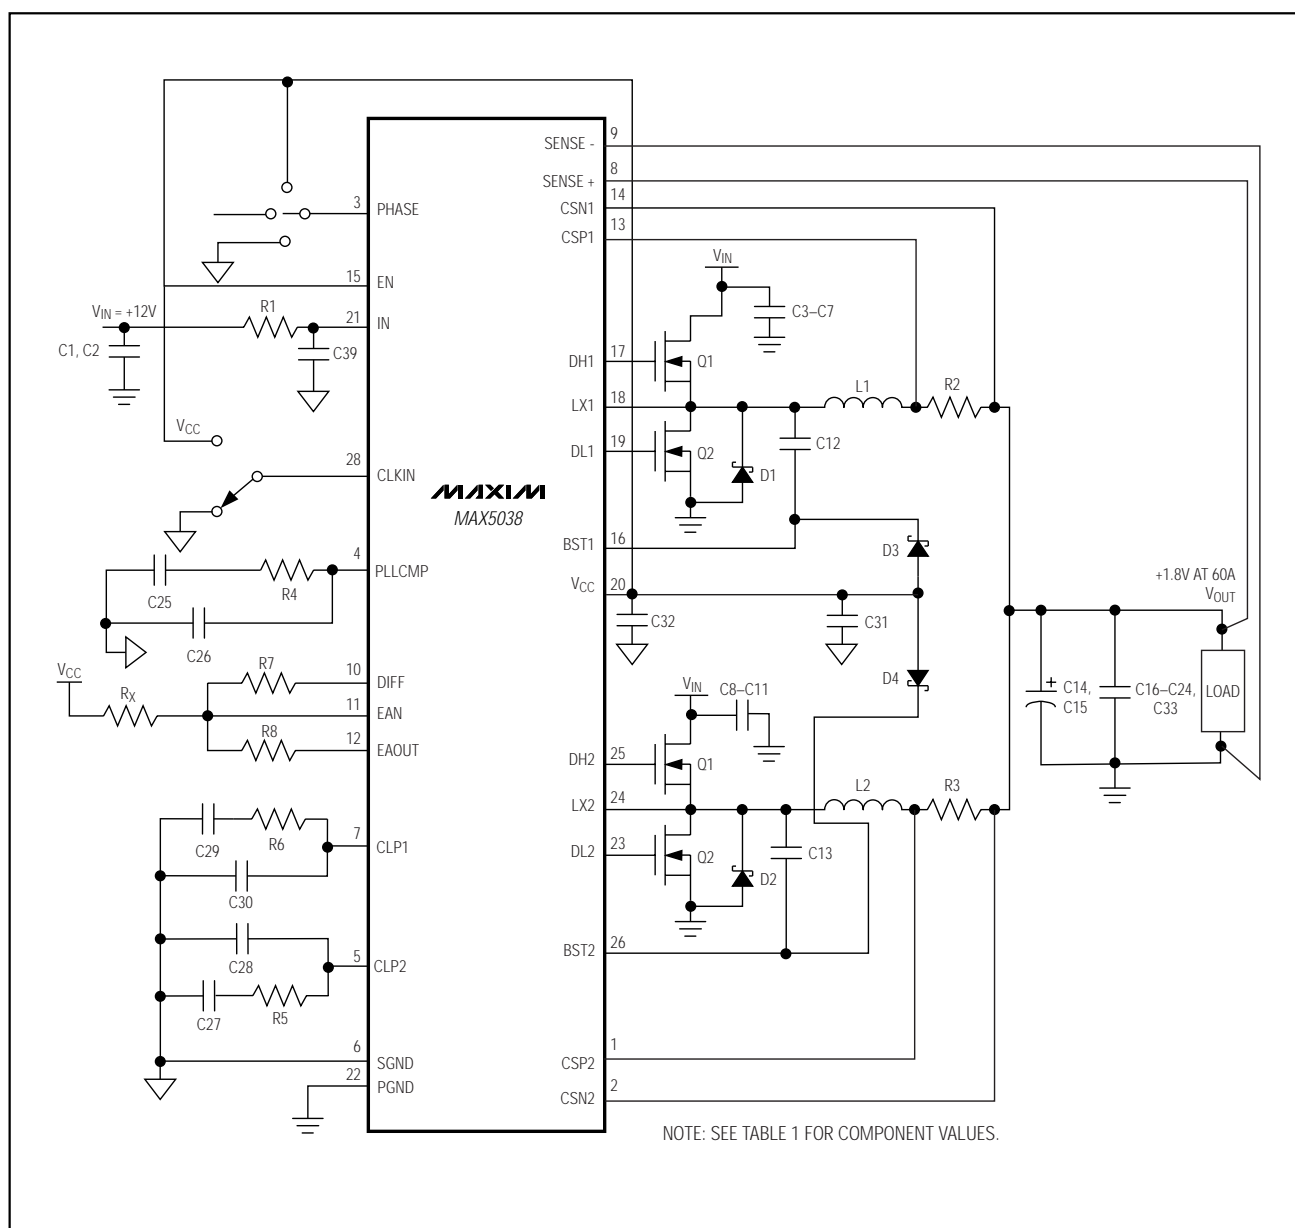 9
SENSE -
8
SENSE +
14
CSN1
13
CSP1
3
PHASE
15
EN
VIN = +12V
R1
21
IN
C1, C2
C39
VIN
C3–C7
17
DH1
Q1
L1
R2
18
LX1
C12
19
DL1
Q2
D1
VCC
28
CLKIN
MAXIM
MAX5038
16
BST1
D3
4
PLLCMP
C25
R4
C26
20
VCC
C32
C31
+1.8V AT 60A
VOUT
D4
VCC
RX
R7
10
DIFF
11
EAN
R8
12
EAOUT
VIN
C8–C11
+
C14,
C15
C16–C24,
C33
LOAD
25
DH2
Q1
L2
R3
24
LX2
23
DL2
Q2
D2
C13
C29
R6
7
CLP1
C30
26
BST2
C28
5
CLP2
C27
R5
6
SGND
22
PGND
1
CSP2
2
CSN2
NOTE: SEE TABLE 1 FOR COMPONENT VALUES.